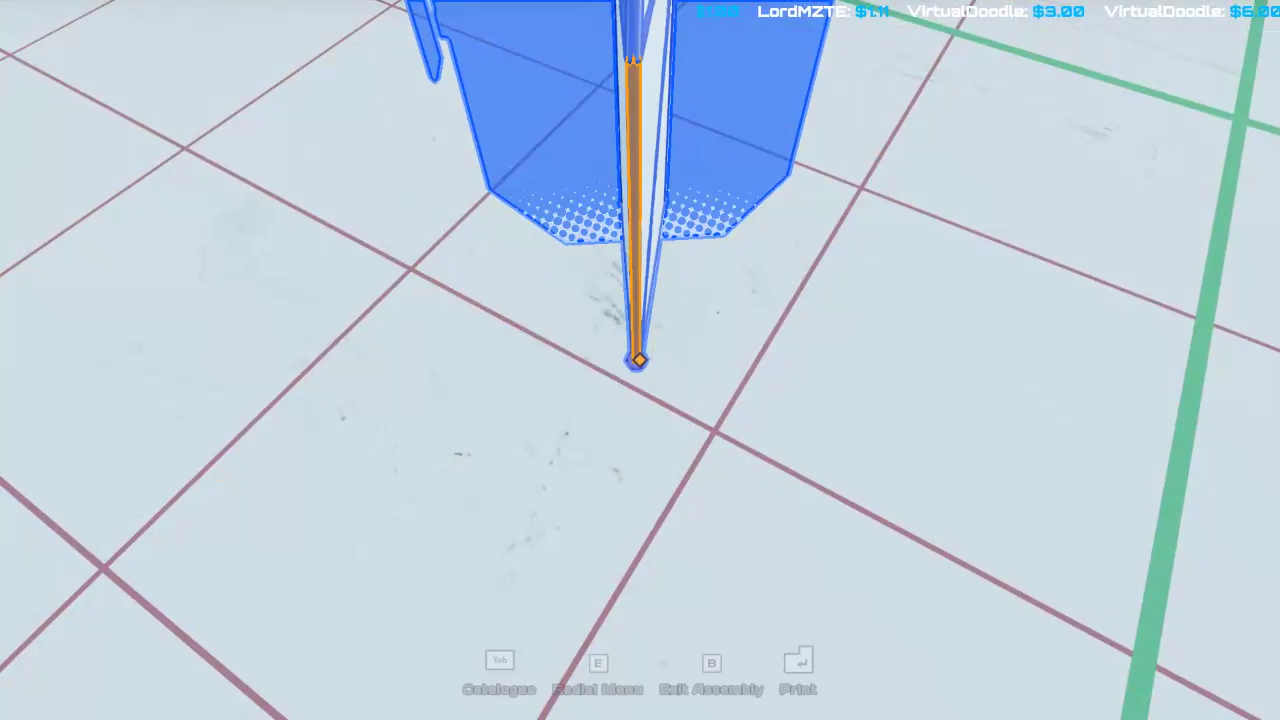 LordMZTE: $1.11 VirtualDoodle: $3.00 VirtualDoodle: $6.00
Tab E B
Catalogue Radial Menu Exit Assembly Print